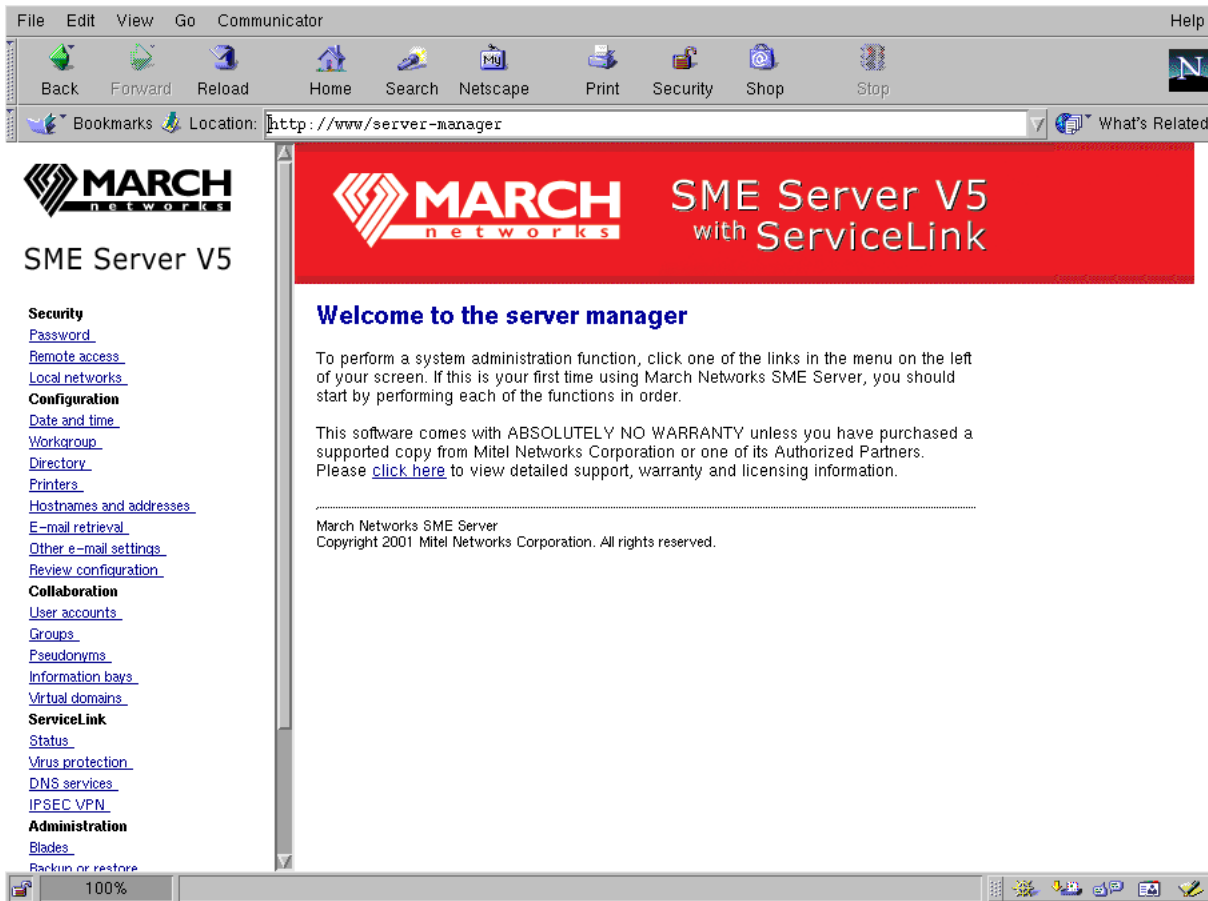 File Edit View Go Communicator Help
Back Forward Reload Home Search Netscape Print Security Shop Stop
My
N
Bookmarks Location: http://www/server-manager What's Related
MARCH
networks
SME Server V5
Security
Password
Remote access
Local networks
Configuration
Date and time
Workgroup
Directory
Printers
Hostnames and addresses
E-mail retrieval
Other e-mail settings
Review configuration
Collaboration
User accounts
Groups
Pseudonyms
Information bays
Virtual domains
ServiceLink
Status
Virus protection
DNS services
IPSEC VPN
Administration
Blades
Backup or restore
MARCH
networks
SME Server V5
with ServiceLink
Welcome to the server manager
To perform a system administration function, click one of the links in the menu on the left
of your screen. If this is your first time using March Networks SME Server, you should
start by performing each of the functions in order.
This software comes with ABSOLUTELY NO WARRANTY unless you have purchased a
supported copy from Mitel Networks Corporation or one of its Authorized Partners.
Please click here to view detailed support, warranty and licensing information.
March Networks SME Server
Copyright 2001 Mitel Networks Corporation. All rights reserved.
100%